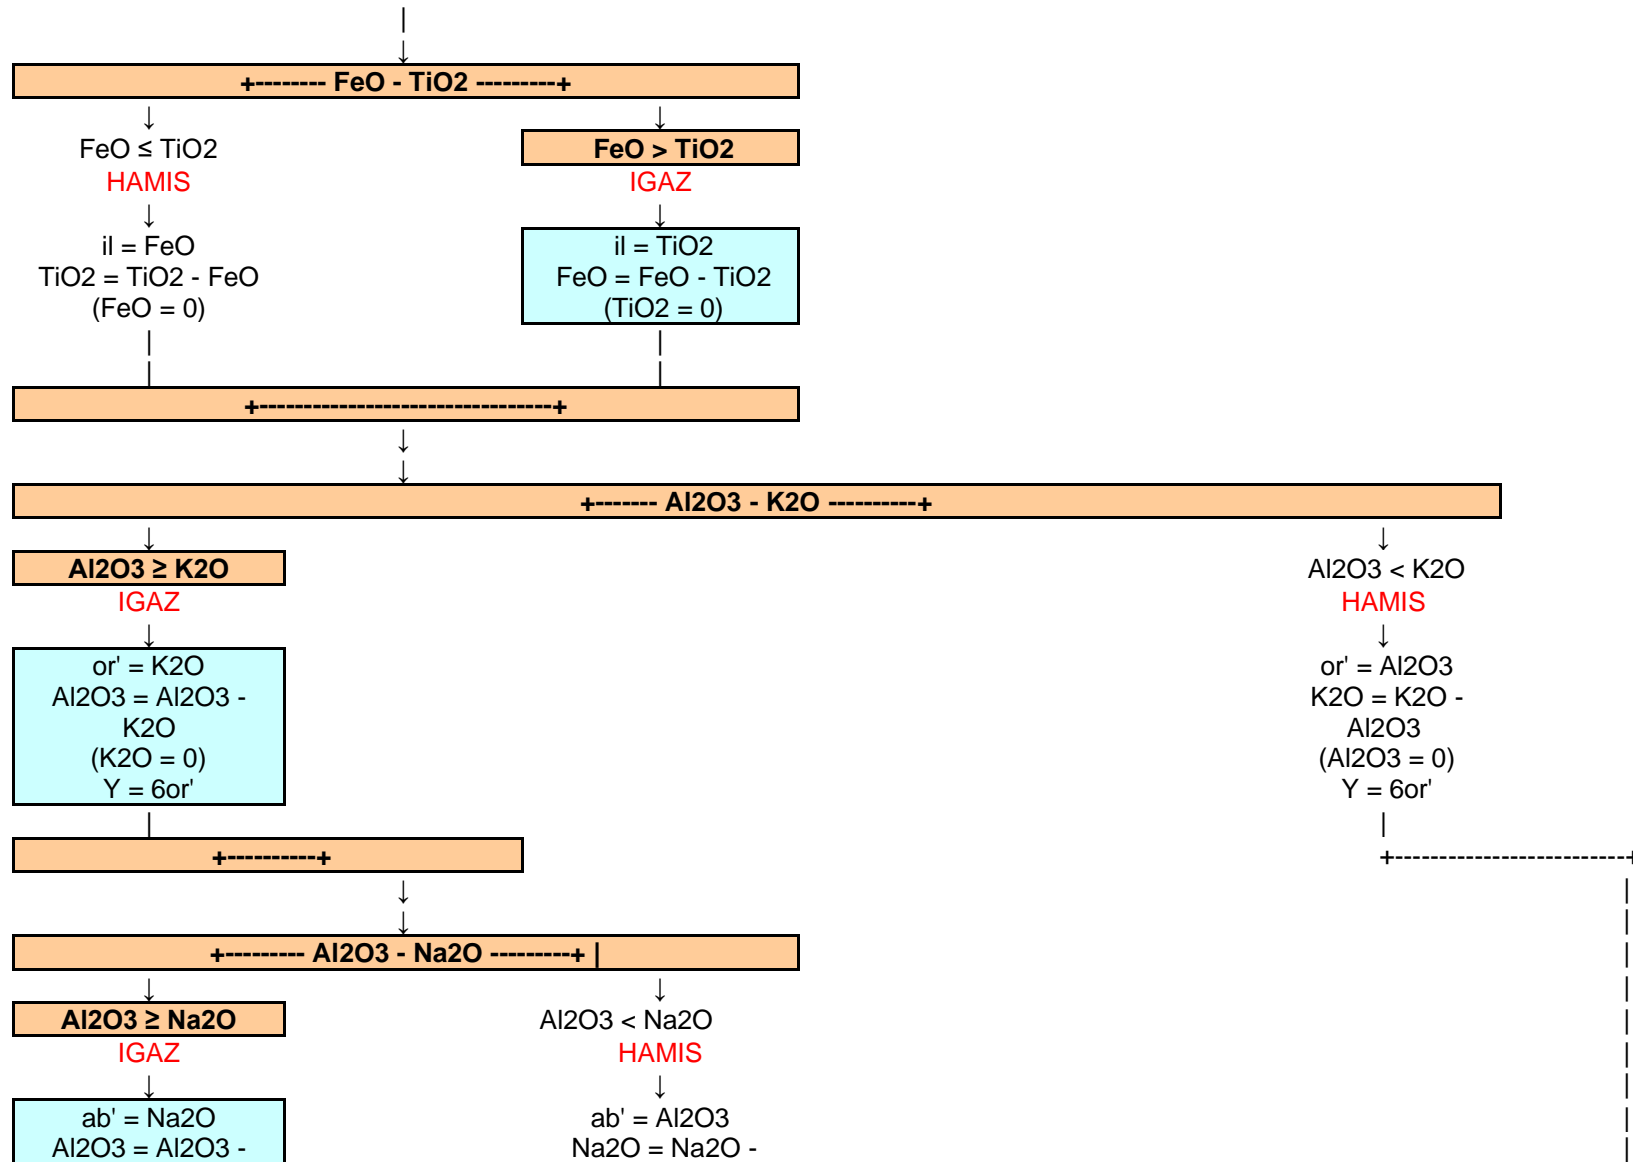 +-------- FeO - TiO2 ---------+
FeO ≤ TiO2
HAMIS
il = FeO
TiO2 = TiO2 - FeO
(FeO = 0)
FeO > TiO2
IGAZ
il = TiO2
FeO = FeO - TiO2
(TiO2 = 0)
+--------------------------------+
+------- Al2O3 - K2O ----------+
Al2O3 ≥ K2O
IGAZ
or' = K2O
Al2O3 = Al2O3 -
K2O
(K2O = 0)
Y = 6or'
Al2O3 < K2O
HAMIS
or' = Al2O3
K2O = K2O -
Al2O3
(Al2O3 = 0)
Y = 6or'
+----------+
+---------------------------+
+--------- Al2O3 - Na2O ---------+ |
Al2O3 ≥ Na2O
IGAZ
ab' = Na2O
Al2O3 = Al2O3 -
Al2O3 < Na2O
HAMIS
ab' = Al2O3
Na2O = Na2O -